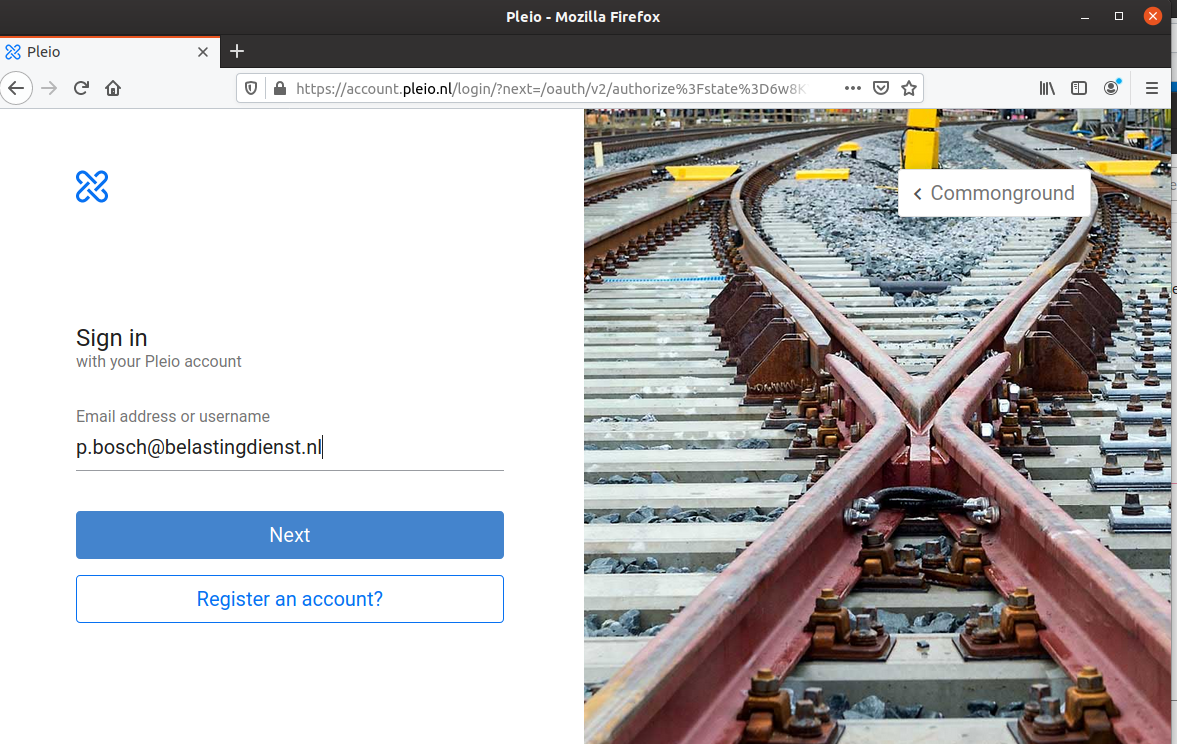 Pleio - Mozilla Firefox
Pleio
https://account.pleio.nl/login/?next=/oauth/v2/authorize%3Fstate%3D6w8K
Commonground
Sign in
with your Pleio account
Email address or username
p.bosch@belastingdienst.nl
Next
Register an account?